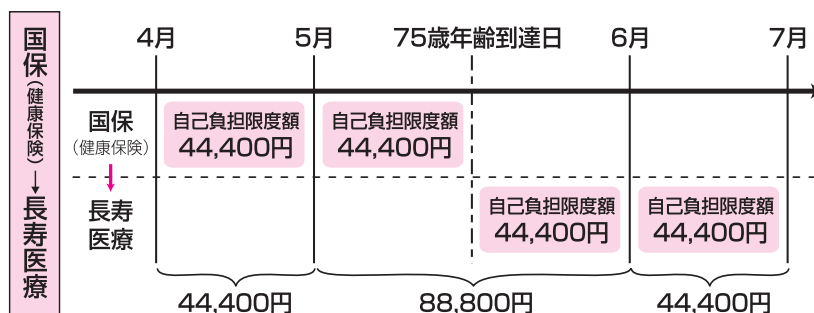 国保(健康保険)→長寿医療
4月
5月
75歳年齢到達日
6月
7月
国保
(健康保険)
自己負担限度額
44,400円
自己負担限度額
44,400円
長寿
医療
自己負担限度額
44,400円
自己負担限度額
44,400円
44,400円
88,800円
44,400円